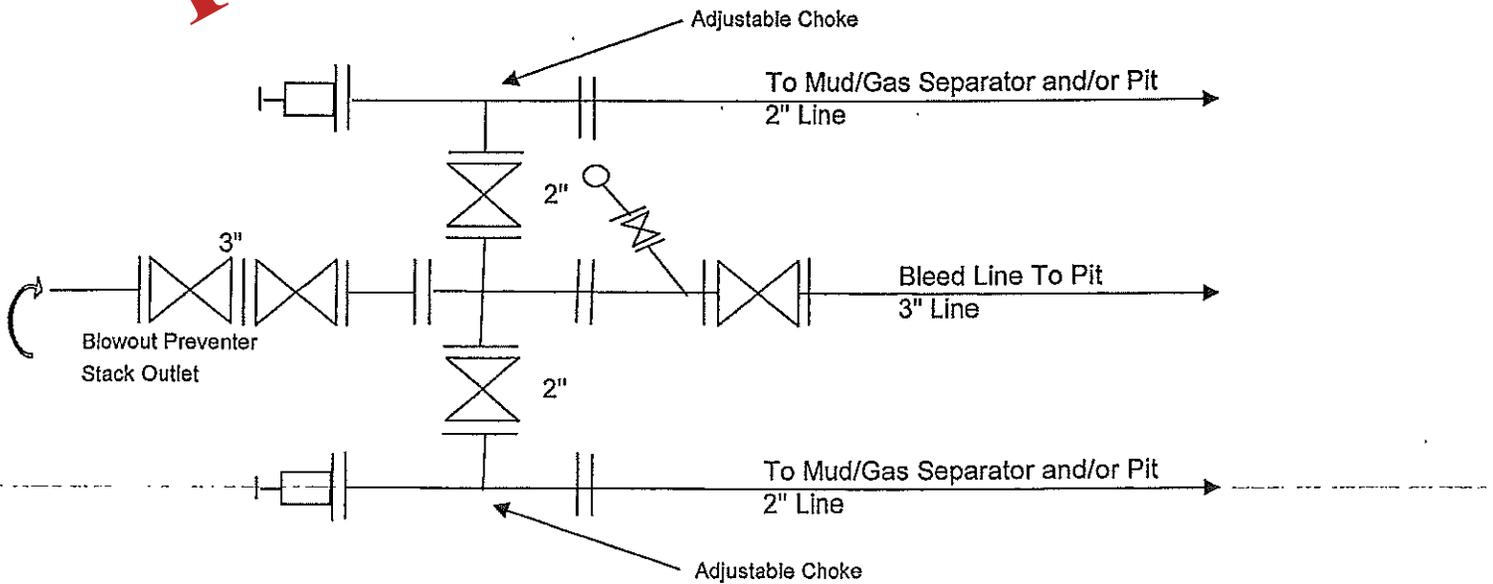 Adjustable Choke
To Mud/Gas Separator and/or Pit
2" Line
2"
3"
Bleed Line To Pit
3" Line
Blowout Preventer
Stack Outlet
2"
To Mud/Gas Separator and/or Pit
2" Line
Adjustable Choke